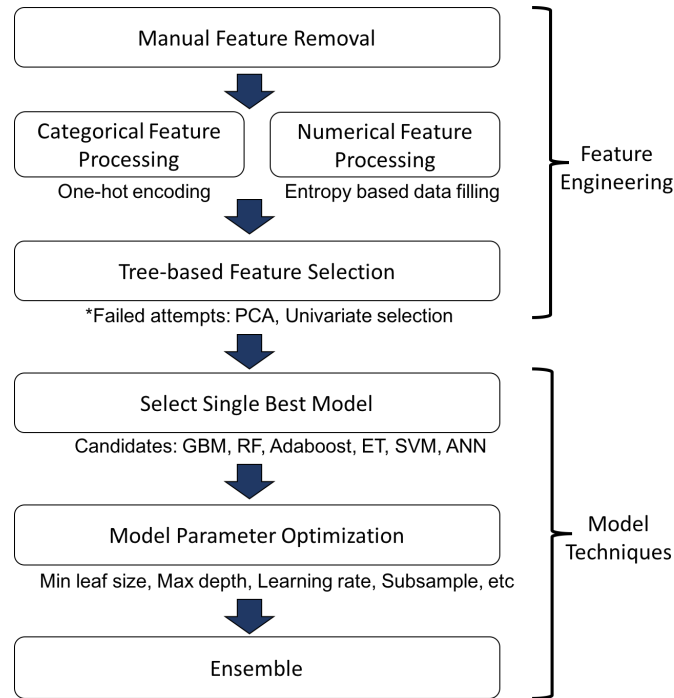 Manual Feature Removal
Categorical Feature
Processing
Numerical Feature
Processing
One-hot encoding
Entropy based data filling
Tree-based Feature Selection
*Failed attempts: PCA, Univariate selection
Feature
Engineering
Select Single Best Model
Candidates: GBM, RF, Adaboost, ET, SVM, ANN
Model Parameter Optimization
Min leaf size, Max depth, Learning rate, Subsample, etc
Ensemble
Model
Techniques